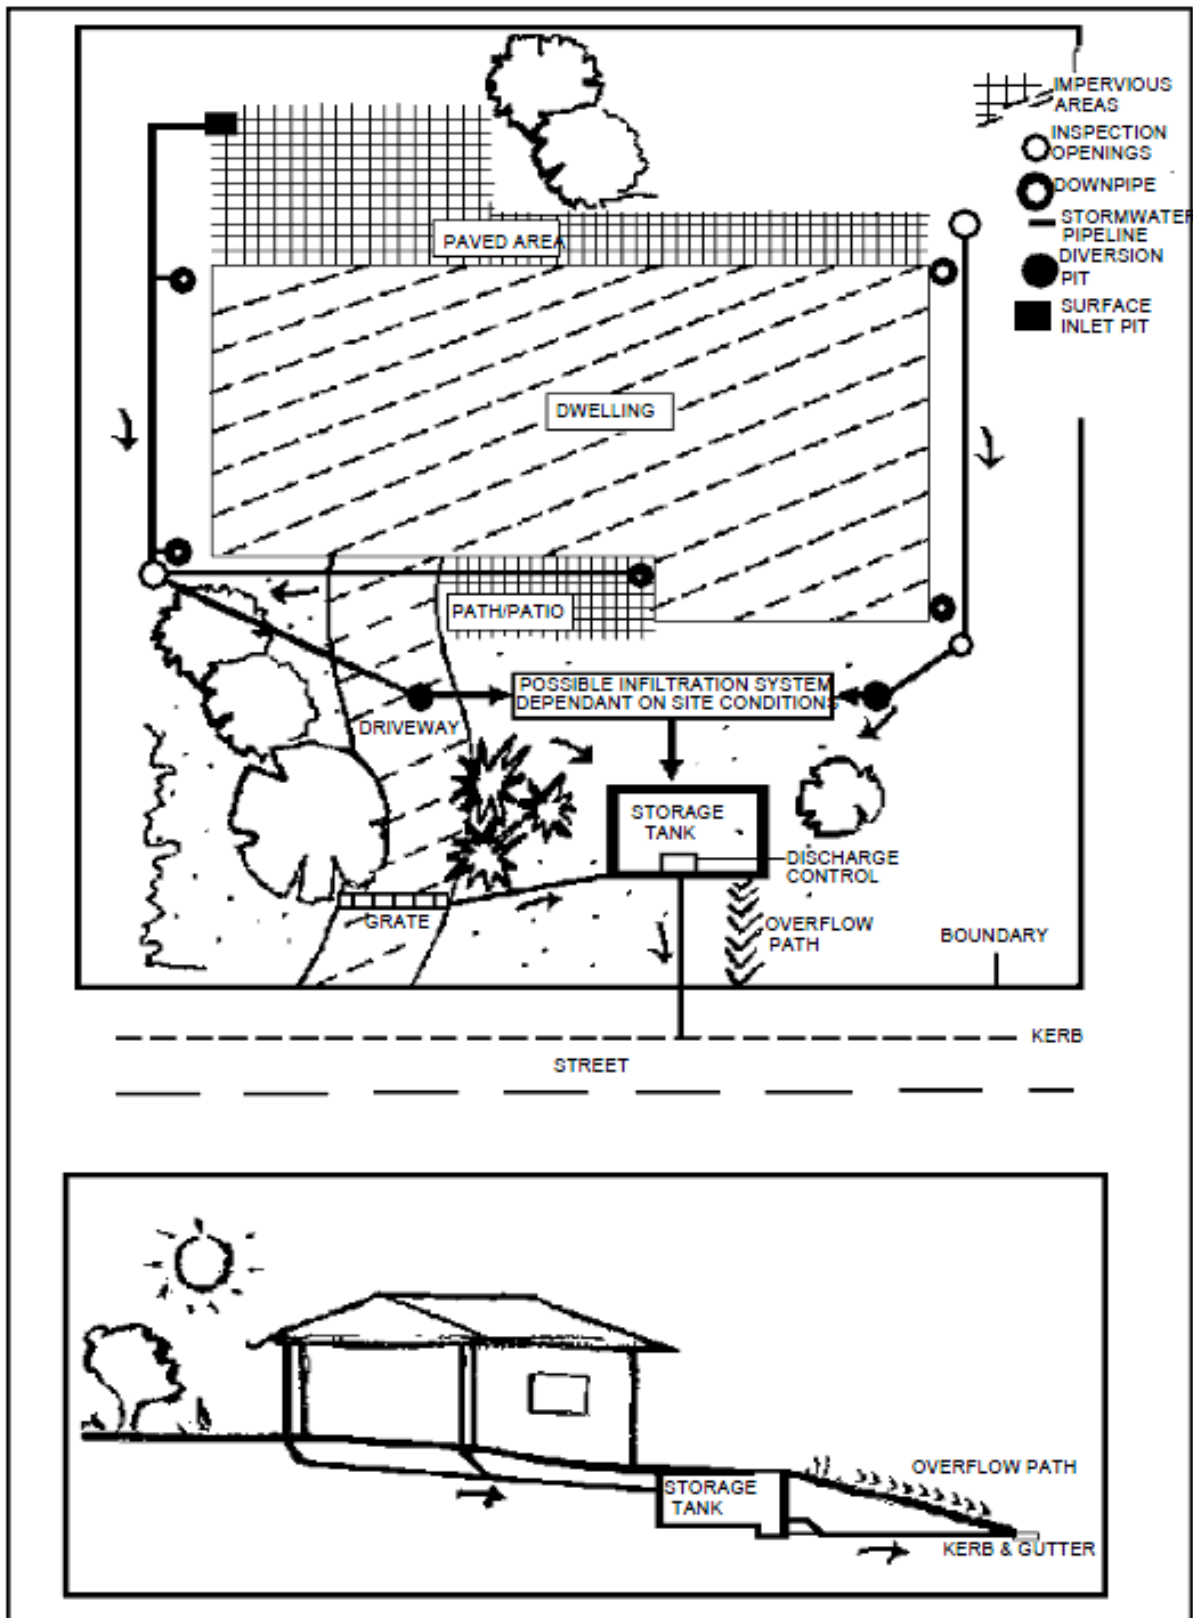 IMPERVIOUS
AREAS
INSPECTION
OPENINGS
DOWNPIPE
STORMWATER
PIPELINE
DIVERSION
PIT
SURFACE
INLET PIT
PAVED AREA
DWELLING
PATH/PATIO
POSSIBLE INFILTRATION SYSTEM
DEPENDANT ON SITE CONDITIONS
DRIVEWAY
STORAGE
TANK
DISCHARGE
CONTROL
GRATE
OVERFLOW
PATH
BOUNDARY
KERB
STREET
OVERFLOW PATH
STORAGE
TANK
KERB & GUTTER